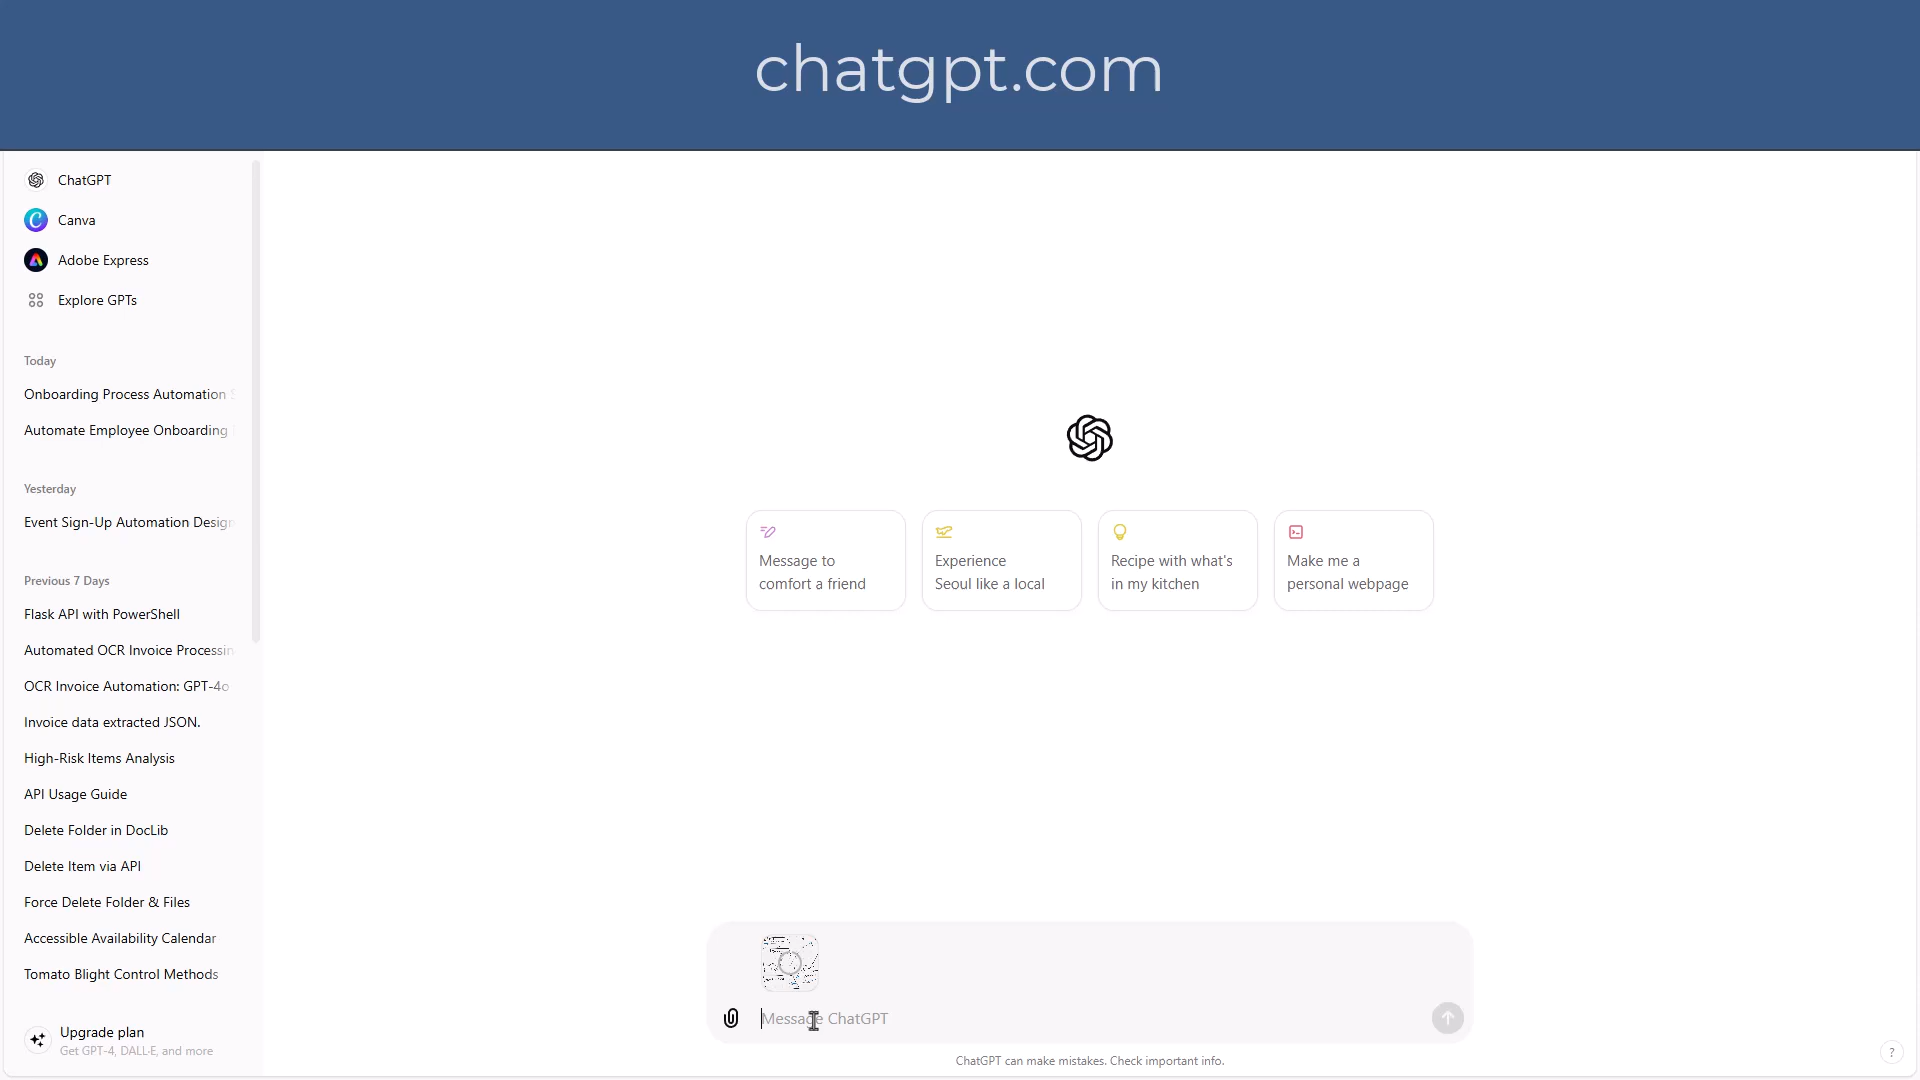 chatgpt.com
ChatGPT
Canva
Adobe Express
Explore GPTs
Today
Onboarding Process Automation
Automate Employee Onboarding
Yesterday
Event Sign-Up Automation Design
Previous 7 Days
Flask API with PowerShell
Automated OCR Invoice Processin
OCR Invoice Automation: GPT-4o
Invoice data extracted JSON.
High-Risk Items Analysis
API Usage Guide
Delete Folder in DocLib
Delete Item via API
Force Delete Folder & Files
Accessible Availability Calendar
Tomato Blight Control Methods
Upgrade plan
Get GPT-4, DALL·E, and more
Message to
comfort a friend
Experience
Seoul like a local
Recipe with what's
in my kitchen
Make me a
personal webpage
Message ChatGPT
ChatGPT can make mistakes. Check important info.
?